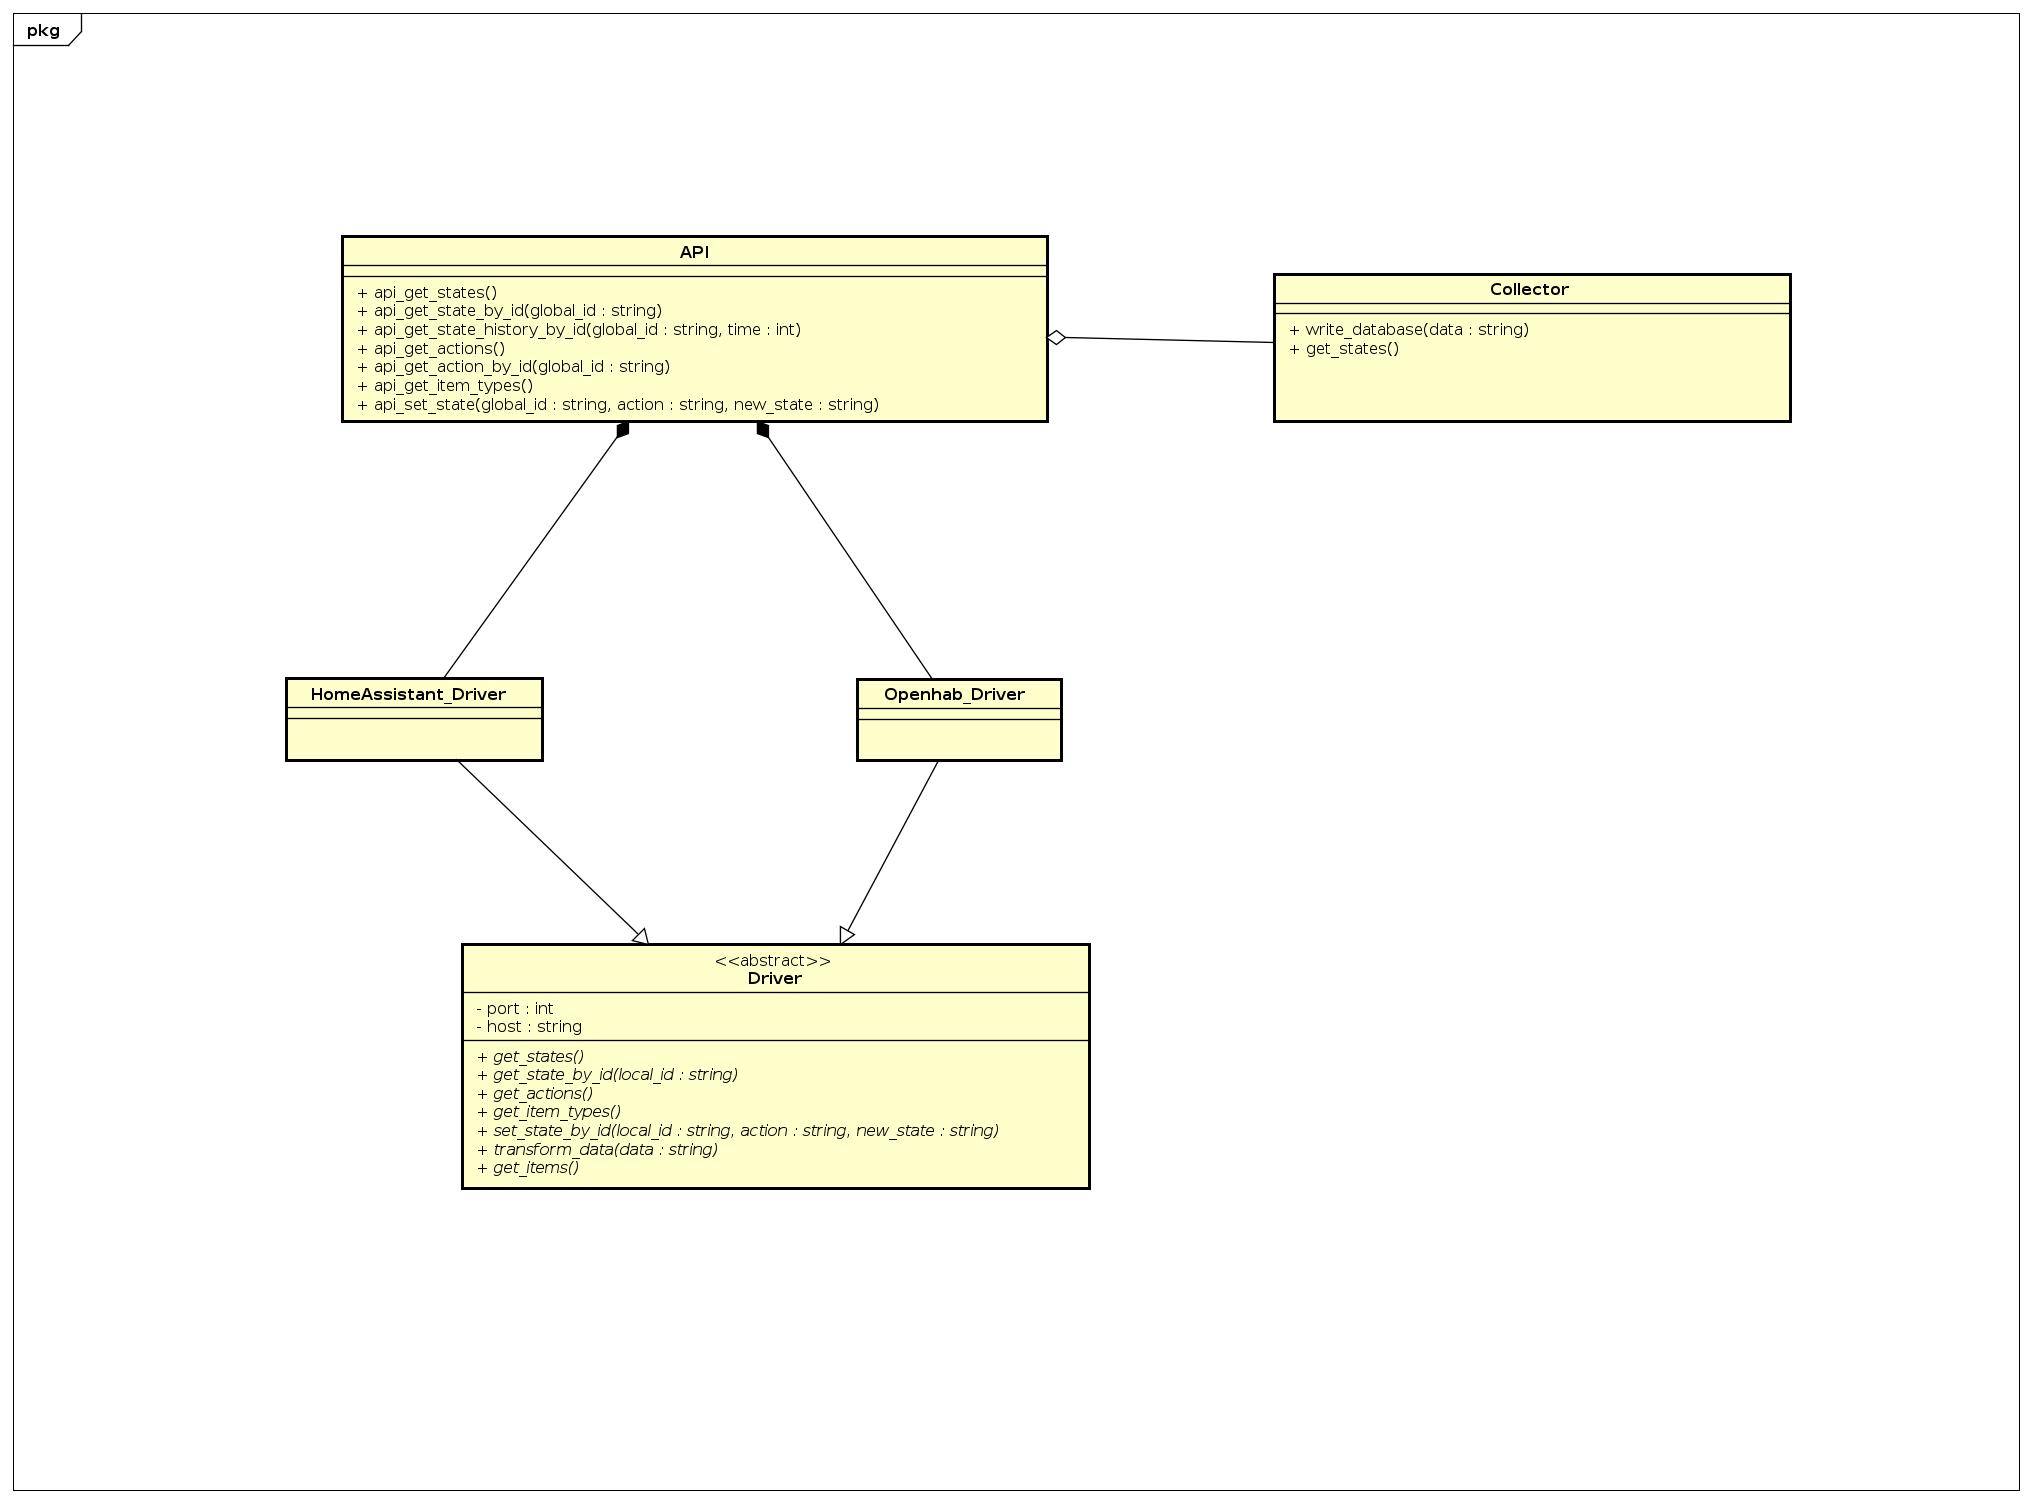 pkg
API
+ api_get_states()
+ api_get_state_by_id(global_id : string)
+ api_get_state_history_by_id(global_id : string, time : int)
+ api_get_actions()
+ api_get_action_by_id(global_id : string)
+ api_get_item_types()
+ api_set_state(global_id : string, action : string, new_state : string)
Collector
+ write_database(data : string)
+ get_states()
HomeAssistant_Driver
Openhab_Driver
<<abstract>>
Driver
- port : int
- host : string
+ get_states()
+ get_state_by_id(local_id : string)
+ get_actions()
+ get_item_types()
+ set_state_by_id(local_id : string, action : string, new_state : string)
+ transform_data(data : string)
+ get_items()